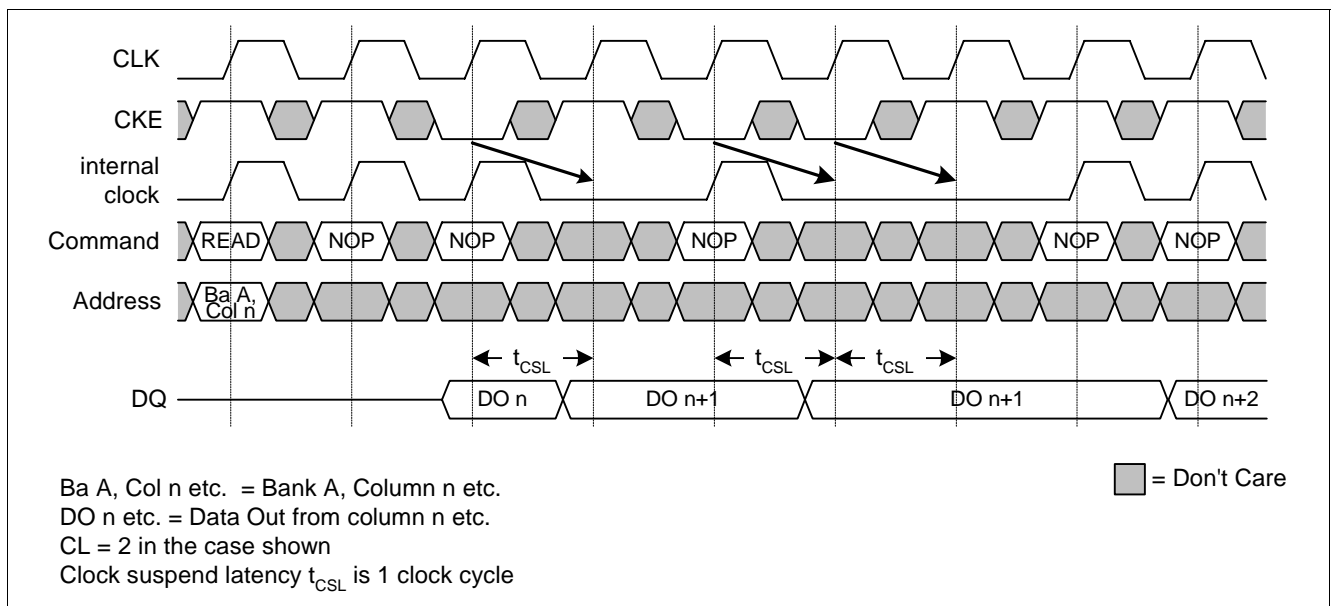 CLK
CKE
internal
clock
Command READ NOP NOP NOP NOP NOP
Address Ba A,
Col n
tCSL tCSL tCSL
DQ DO n DO n+1 DO n+1 DO n+2
Ba A, Col n etc. = Bank A, Column n etc.
= Don't Care
DO n etc. = Data Out from column n etc.
CL = 2 in the case shown
Clock suspend latency tCSL is 1 clock cycle